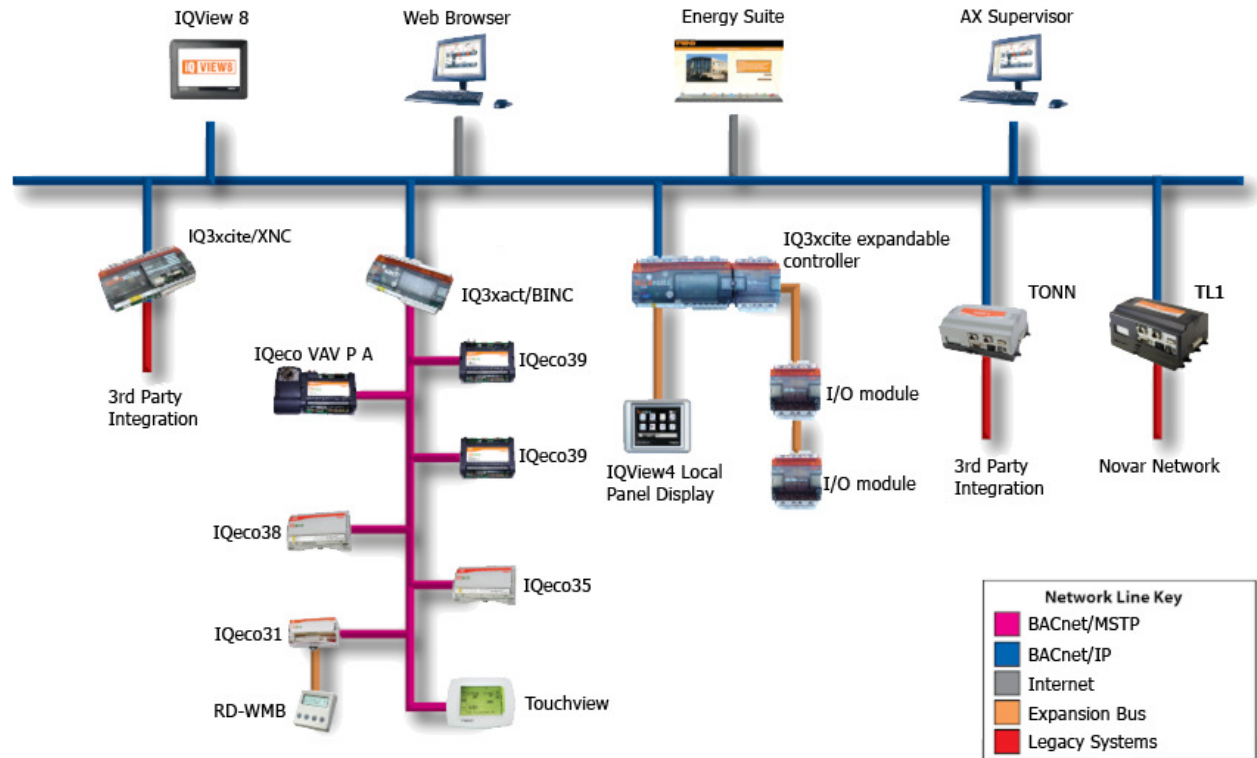 IQView 8
Web Browser
Energy Suite
AX Supervisor
IQ VIEW8
IQ3xcite/XNC
IQ3xact/BINC
IQ3xcite expandable
controller
TONN
TL1
IQeco VAV P A
IQeco39
3rd Party
Integration
I/O module
IQeco39
IQView4 Local
Panel Display
I/O module
3rd Party
Integration
Novar Network
IQeco38
IQeco35
IQeco31
RD-WMB
Touchview
Network Line Key
BACnet/MSTP
BACnet/IP
Internet
Expansion Bus
Legacy Systems